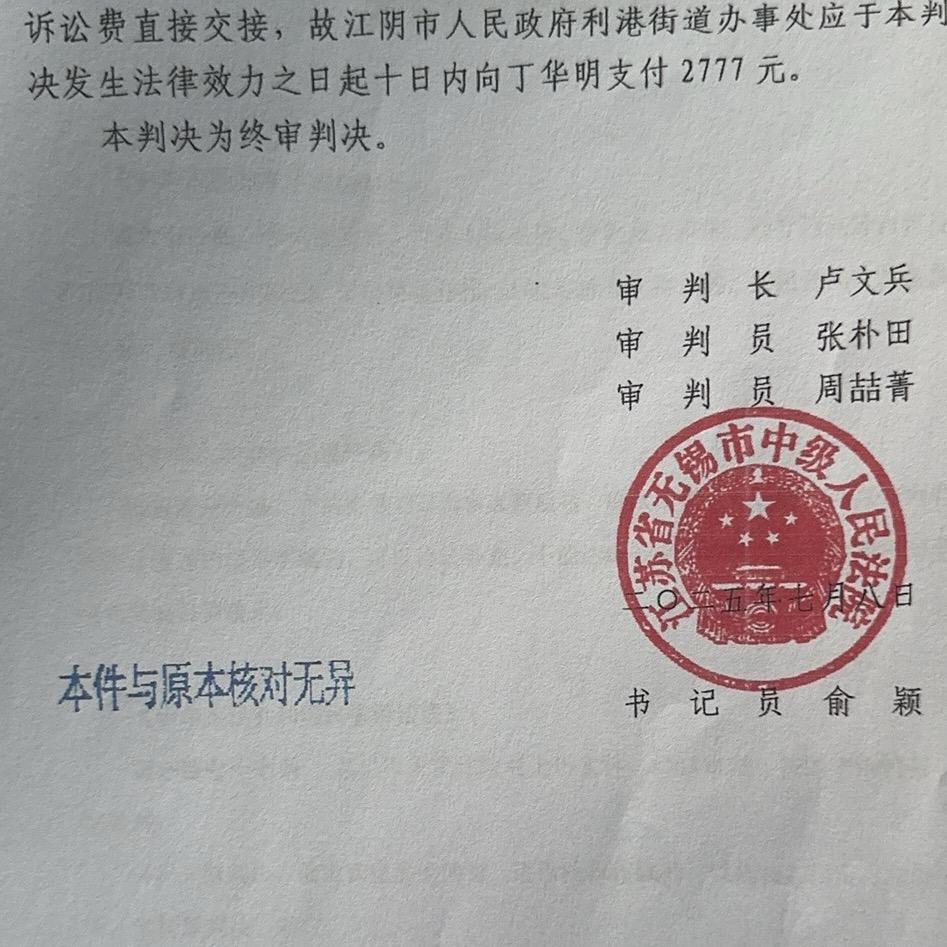 诉讼费直接交接，故江阴市人民政府利港街道办事处应于本判
决发生法律效力之日起十日内向丁华明支付 2777 元。
本判决为终审判决。
审 判 长 卢文兵
审 判 员 张朴田
审 判 员 周喆菁
江苏省无锡市中级人民法院
二〇二五年七月八日
本件与原本核对无异
书 记 员 俞 颖